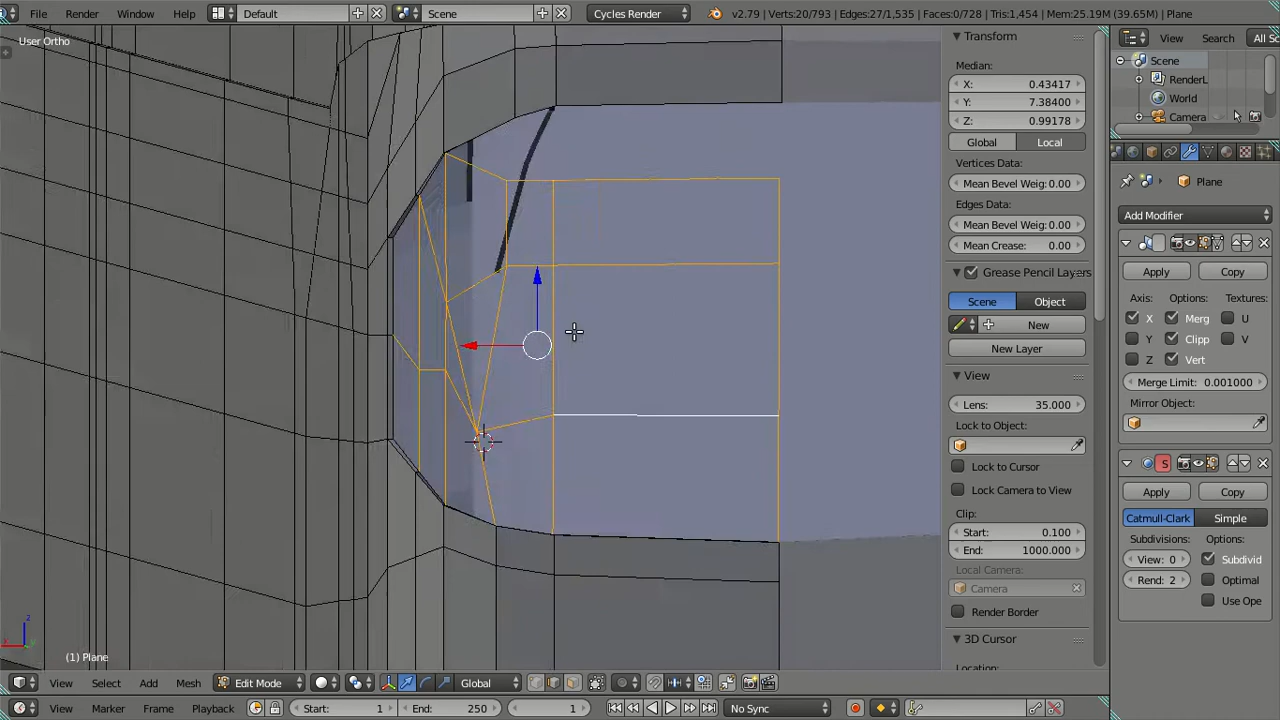 File Render Window Help Default Scene Cycles Render v2.79 | Verts:20/793 | Edges:27/1,535 | Faces:0/728 | Tris:1,454 | Mem:25.19M (39.65M) | Plane
User Ortho
(1) Plane
z
x
y
Transform
Median:
X: 0.43417
Y: 7.38400
Z: 0.99178
Global Local
Vertices Data:
Mean Bevel Weig: 0.00
Edges Data:
Mean Bevel Weig: 0.00
Mean Crease: 0.00
Grease Pencil Layers
Scene Object
New
New Layer
View
Lens: 35.000
Lock to Object:
Lock to Cursor
Lock Camera to View
Clip:
Start: 0.100
End: 1000.000
Local Camera:
Camera
Render Border
3D Cursor
Location:
View Search All Sc
Scene
RenderL
World
Camera
Plane
Add Modifier
Apply Copy
Axis: Options: Textures:
X Merg U
Y Clipp V
Z Vert
Merge Limit: 0.001000
Mirror Object:
S
Apply Copy
Catmull-Clark Simple
Subdivisions: Options:
View: 0 Subdivid
Rend: 2 Optimal
Use Ope
View Select Add Mesh Edit Mode Global
View Marker Frame Playback Start: 1 End: 250 1 No Sync